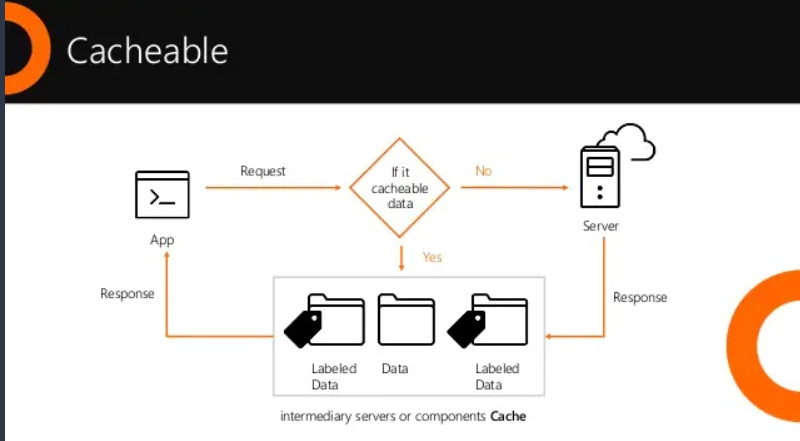 Cacheable
Request
If it
cacheable
data
No
App
Server
Yes
Response
Response
Labeled
Data
Data
Labeled
Data
intermediary servers or components Cache